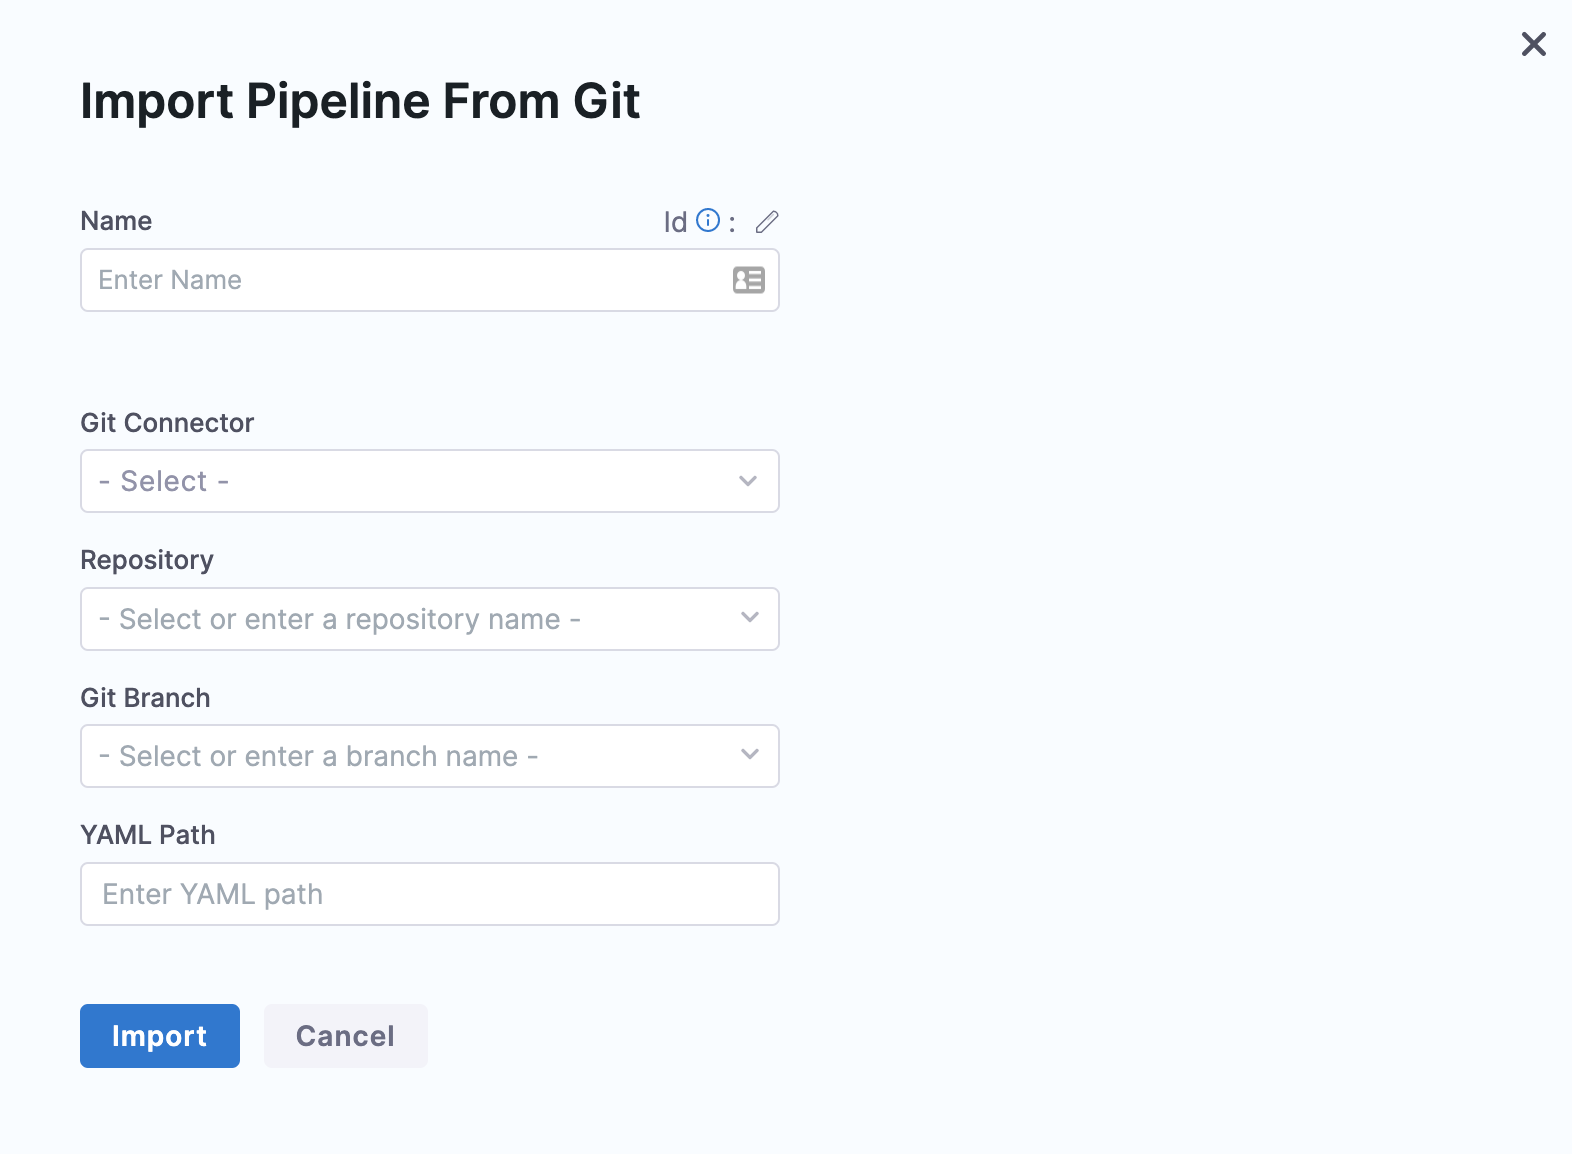 Import Pipeline From Git
Name Id :
Enter Name
Git Connector
- Select -
Repository
- Select or enter a repository name -
Git Branch
- Select or enter a branch name -
YAML Path
Enter YAML path
Import Cancel